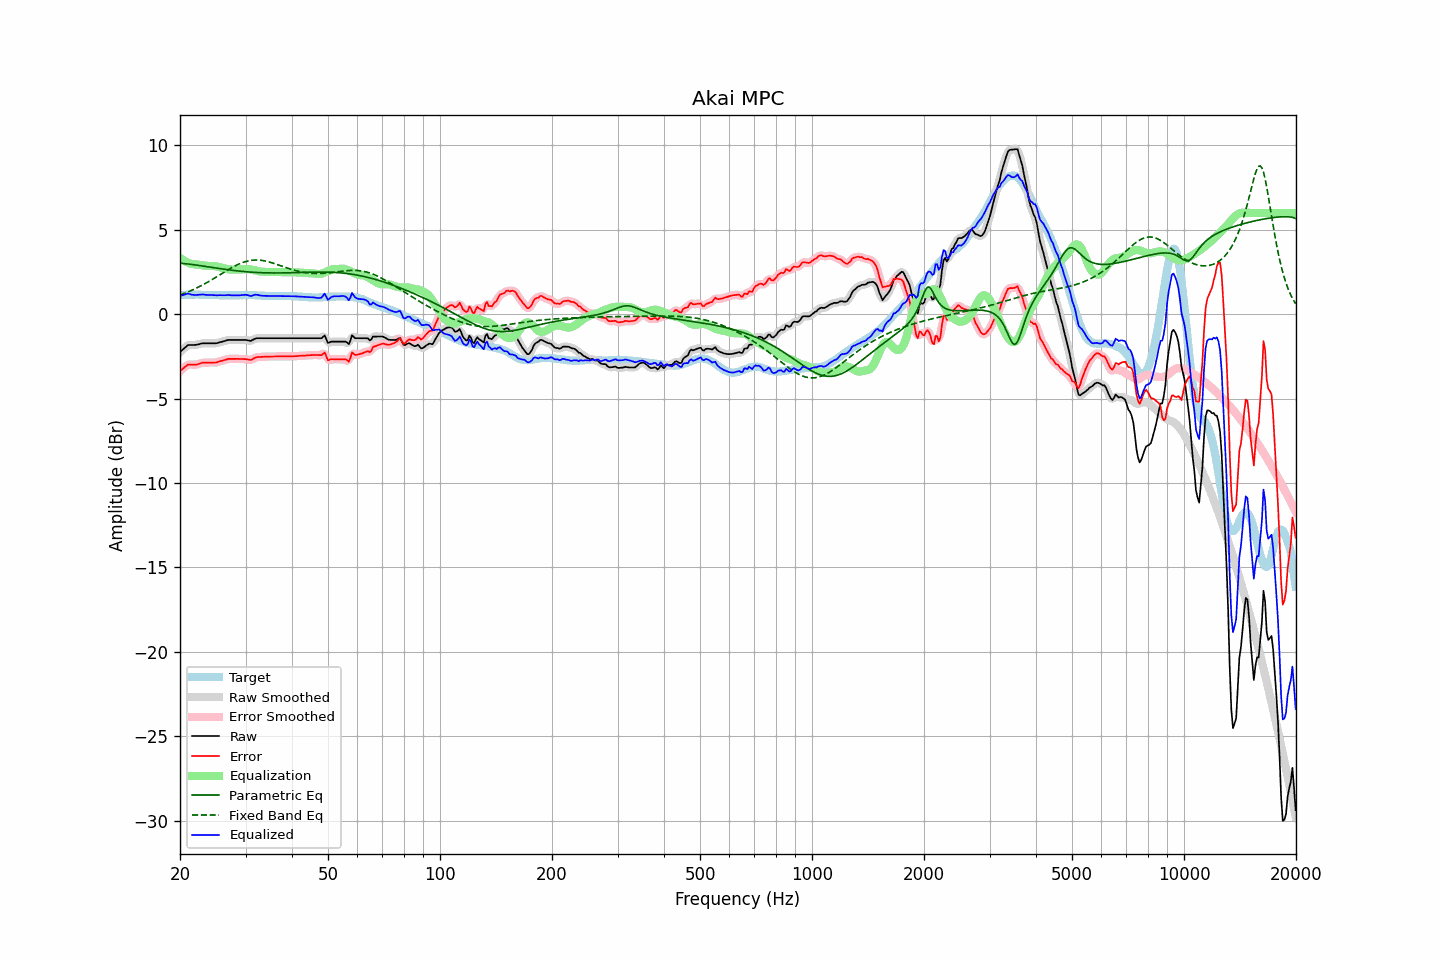 Akai MPC
Amplitude (dBr)
10
5
0
−5
−10
−15
−20
−25
−30
Target
Raw Smoothed
Error Smoothed
Raw
Error
Equalization
Parametric Eq
Fixed Band Eq
Equalized
20
50
100
200
500
1000
2000
5000
10000
20000
Frequency (Hz)